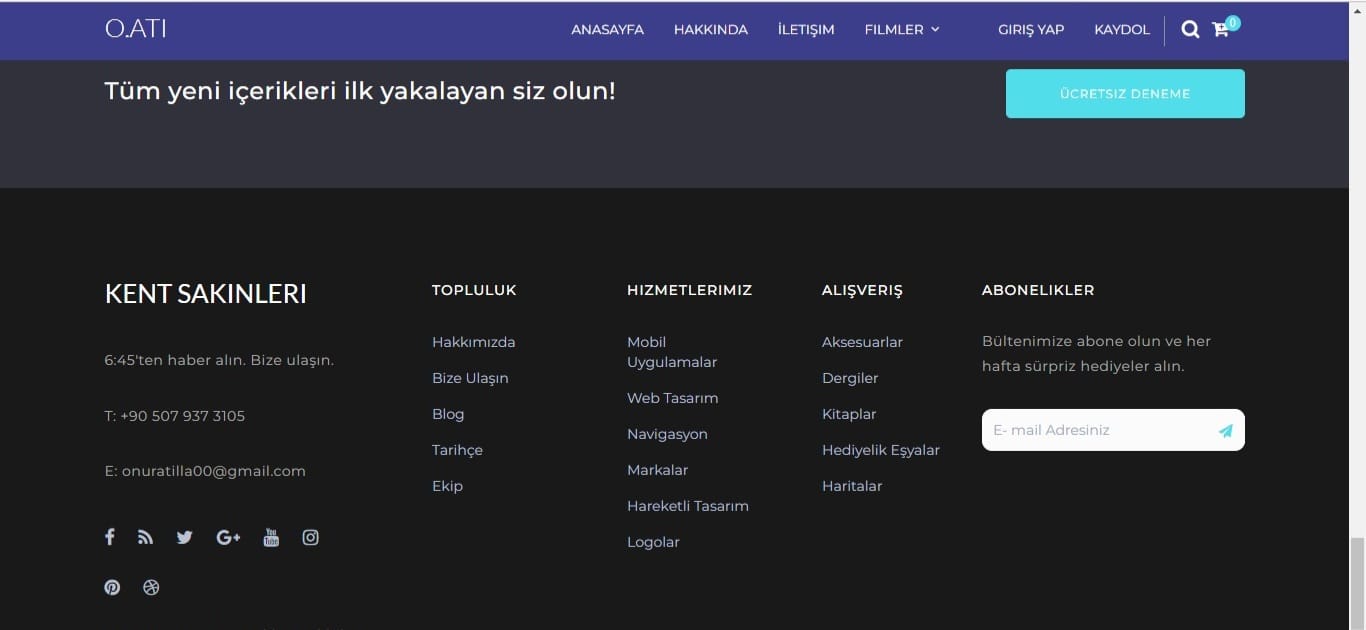 O.ATI
ANASAYFA
HAKKINDA
İLETIŞIM
FILMLER
GIRIŞ YAP
KAYDOL
0
Tüm yeni içerikleri ilk yakalayan siz olun!
ÜCRETSIZ DENEME
KENT SAKINLERI
6:45'ten haber alın. Bize ulaşın.
T: +90 507 937 3105
E: onuratilla00@gmail.com
TOPLULUK
Hakkımızda
Bize Ulaşın
Blog
Tarihçe
Ekip
HIZMETLERIMIZ
Mobil
Uygulamalar
Web Tasarım
Navigasyon
Markalar
Hareketli Tasarım
Logolar
ALIŞVERIŞ
Aksesuarlar
Dergiler
Kitaplar
Hediyelik Eşyalar
Haritalar
ABONELIKLER
Bültenimize abone olun ve her
hafta sürpriz hediyeler alın.
E- mail Adresiniz